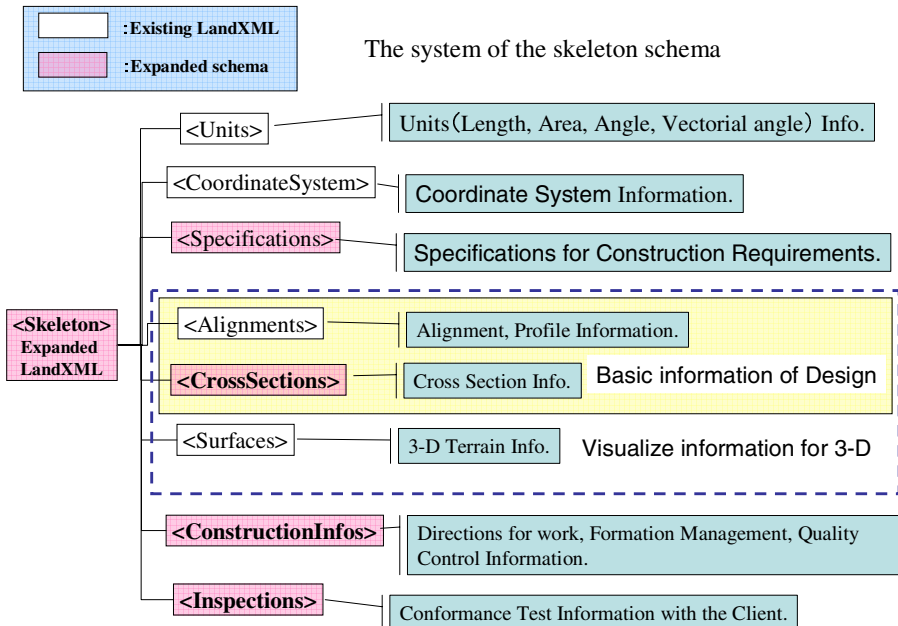 :Existing LandXML
:Expanded schema
The system of the skeleton schema
<Units>
Units(Length, Area, Angle, Vectorial angle) Info.
<CoordinateSystem>
Coordinate System Information.
<Specifications>
Specifications for Construction Requirements.
<Skeleton>
Expanded
LandXML
<Alignments>
Alignment, Profile Information.
<CrossSections>
Cross Section Info.
Basic information of Design
<Surfaces>
3-D Terrain Info.
Visualize information for 3-D
<ConstructionInfos>
Directions for work, Formation Management, Quality
Control Information.
<Inspections>
Conformance Test Information with the Client.